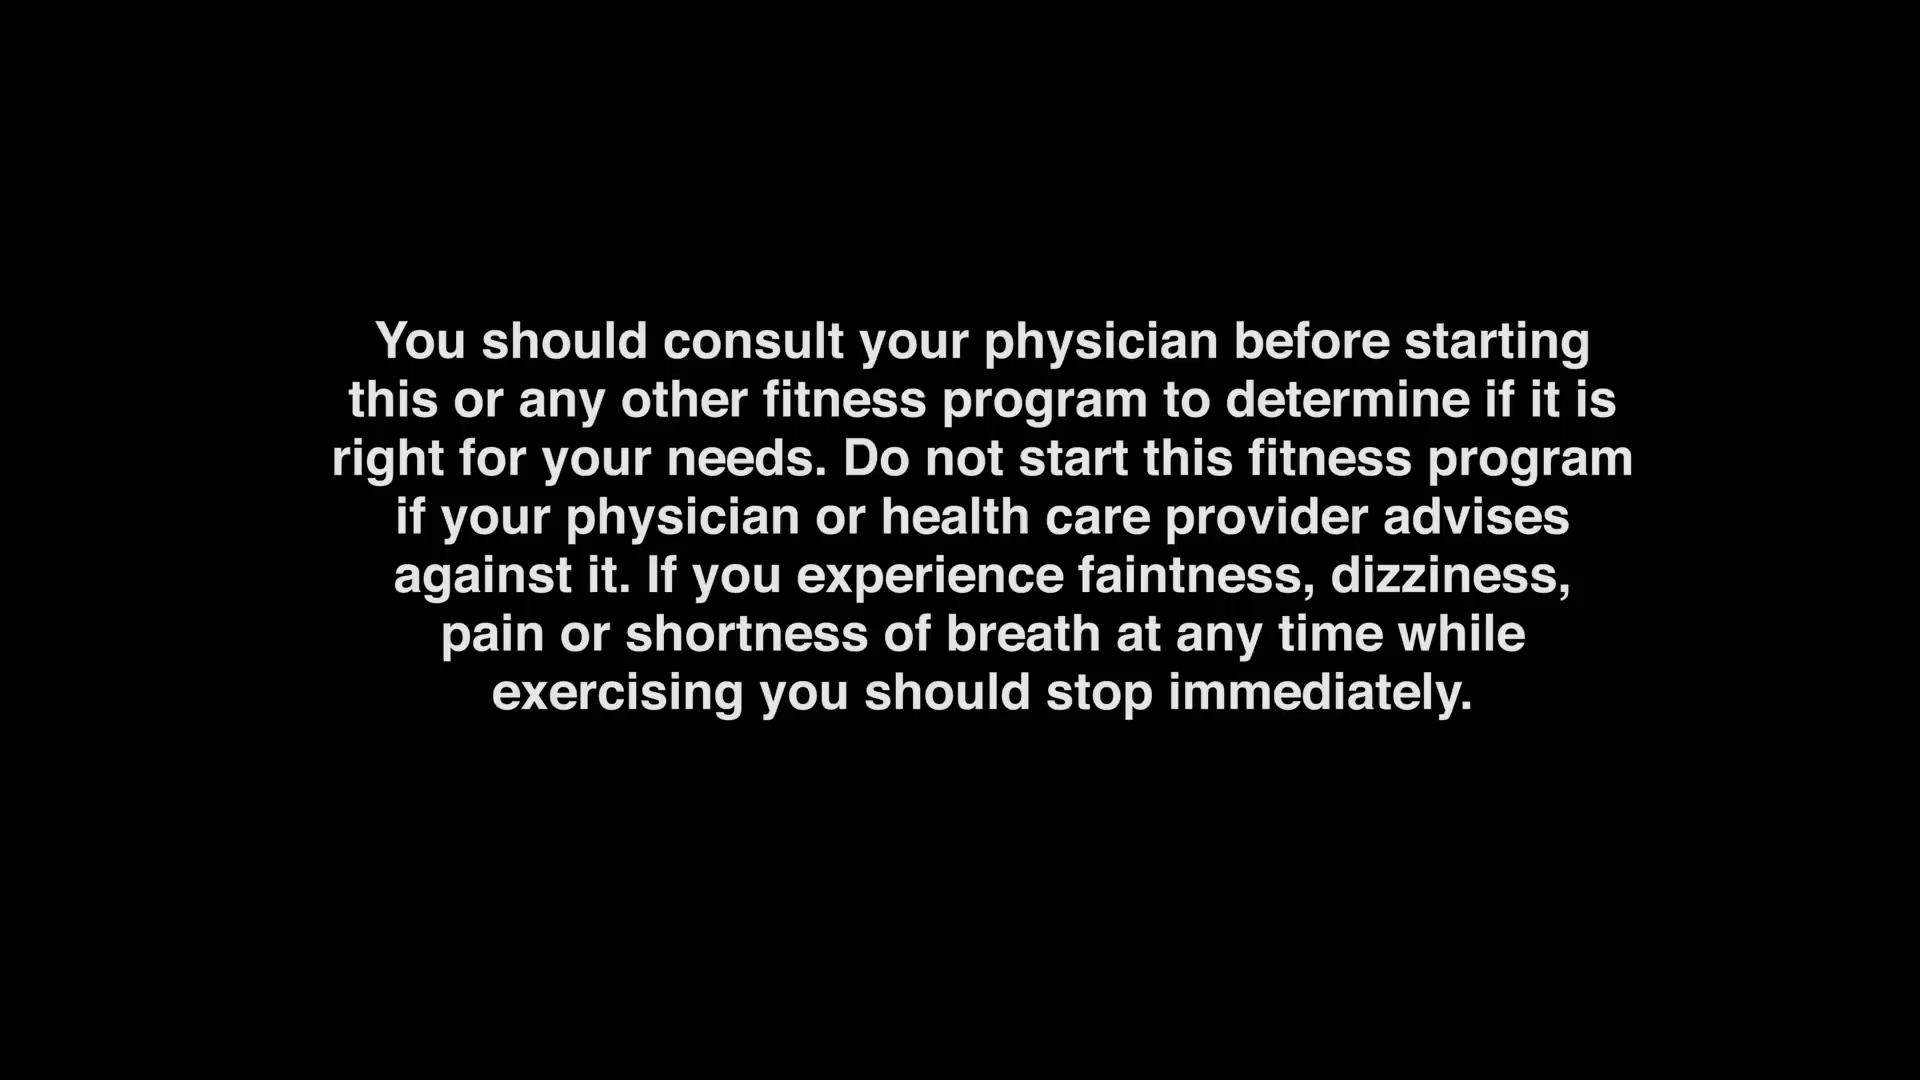 You should consult your physician before starting
this or any other fitness program to determine if it is
right for your needs. Do not start this fitness program
if your physician or health care provider advises
against it. If you experience faintness, dizziness,
pain or shortness of breath at any time while
exercising you should stop immediately.